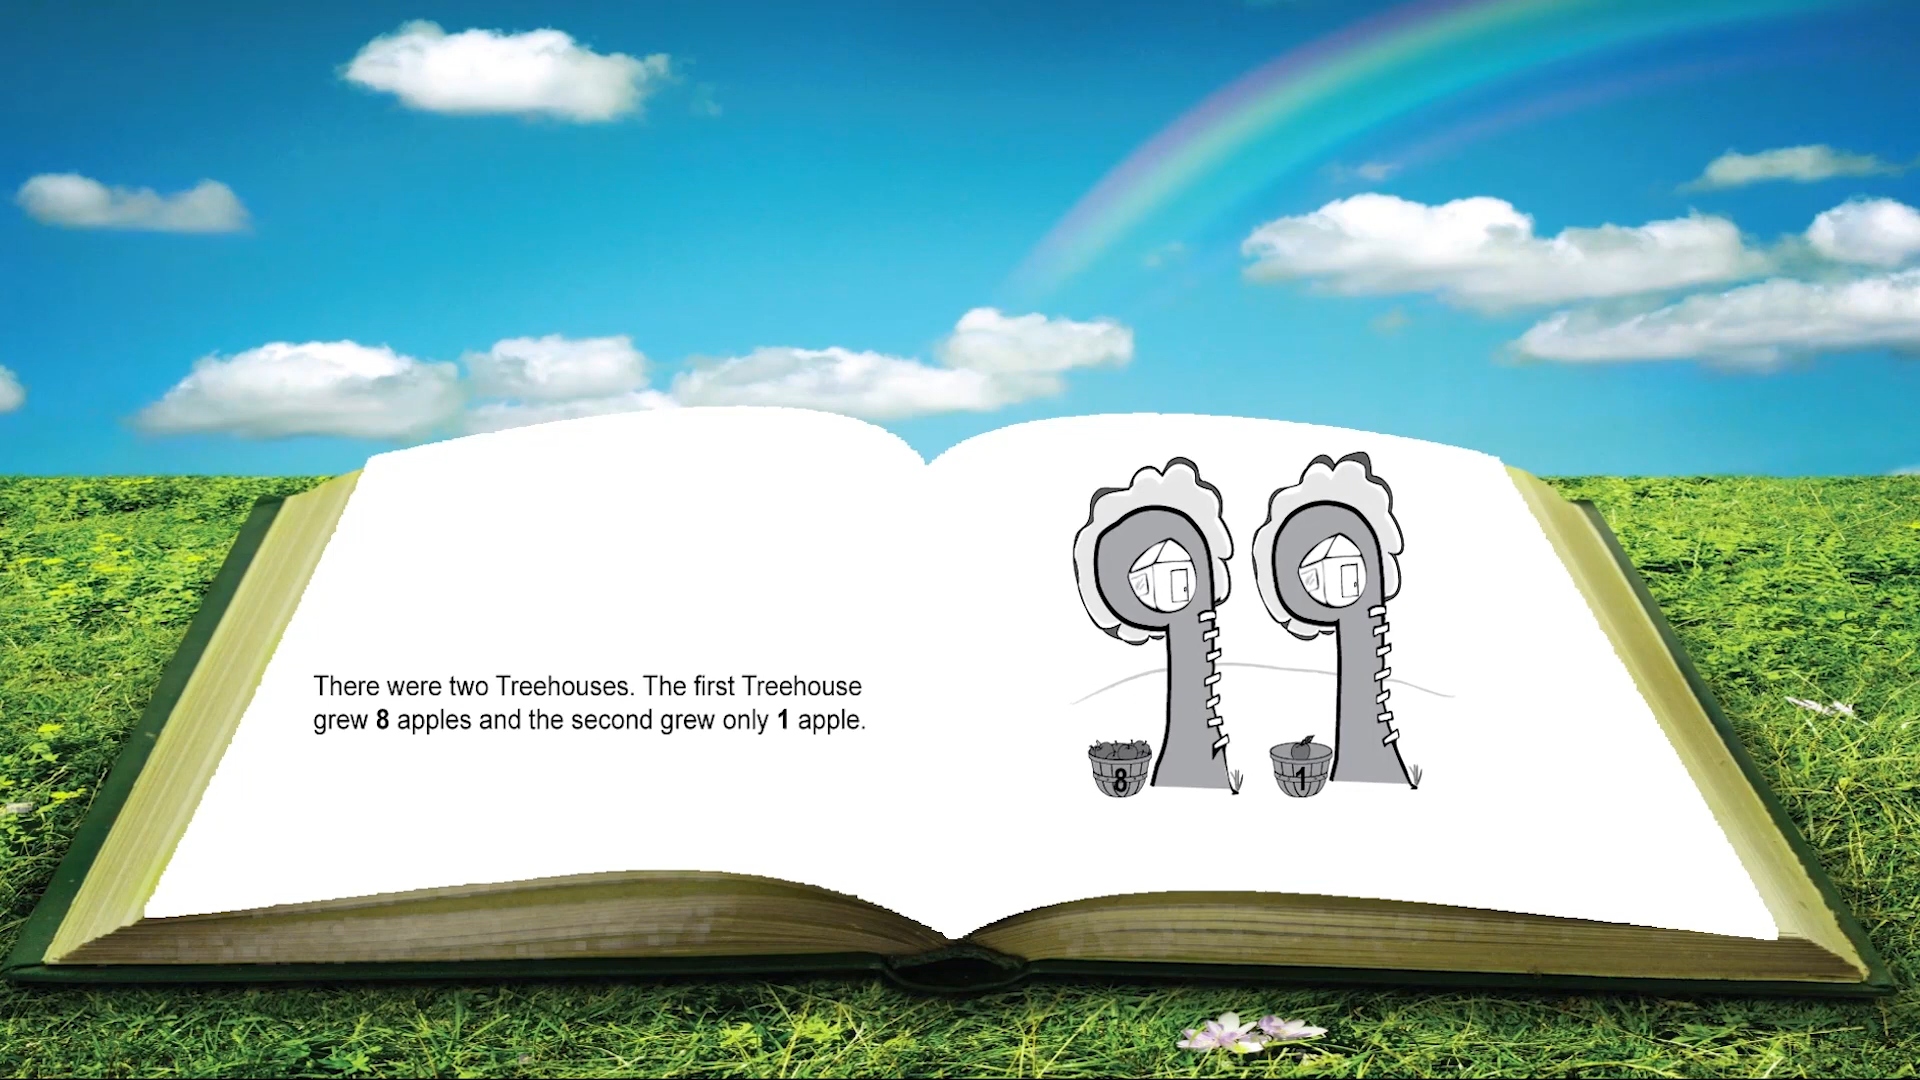 There were two Treehouses. The first Treehouse
grew 8 apples and the second grew only 1 apple.
8
1